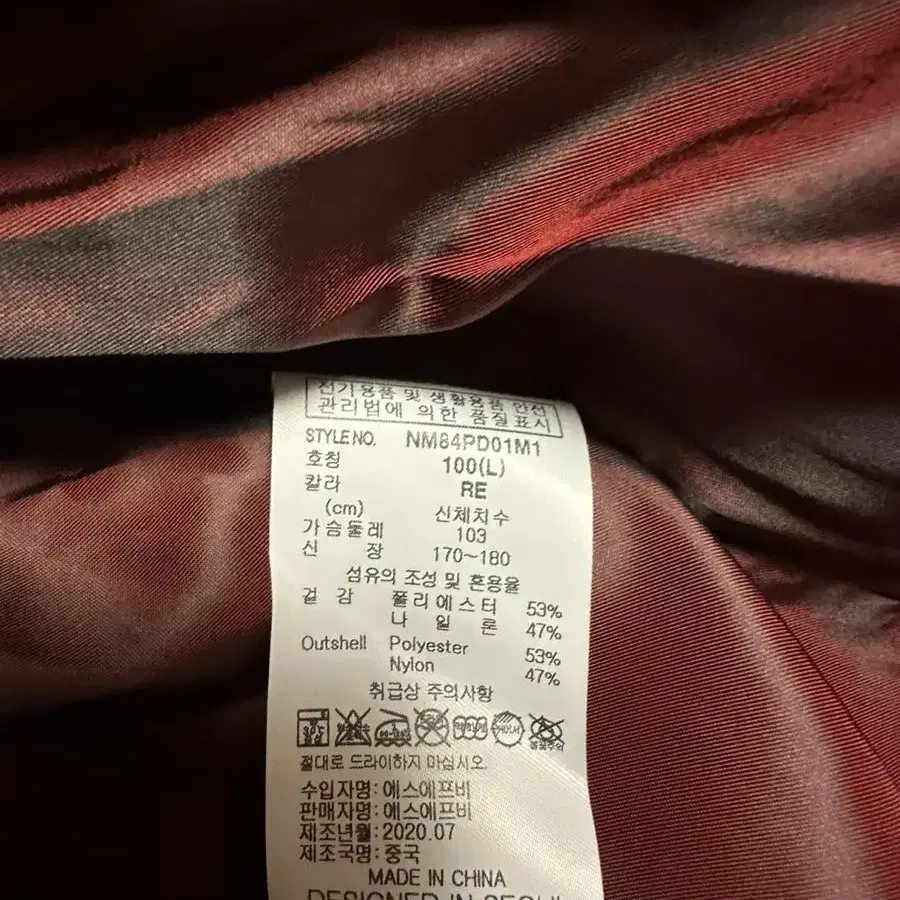 전기용품 및 생활용품 안전
관리법에 의한 품질표시
STYLE NO. NM84PD01M1
호칭 100(L)
칼라 RE
(cm) 신체치수
가슴둘레 103
신 장 170~180
섬유의 조성 및 혼용율
겉 감 폴리에스터 53%
나 일 론 47%
Outshell Polyester 53%
Nylon 47%
취급상 주의사항
절대로 드라이하지 마십시오.
수입자명:에스에프비
판매자명:에스에프비
제조년월:2020.07
제조국명:중국
MADE IN CHINA
DESIGNED IN SEOUL